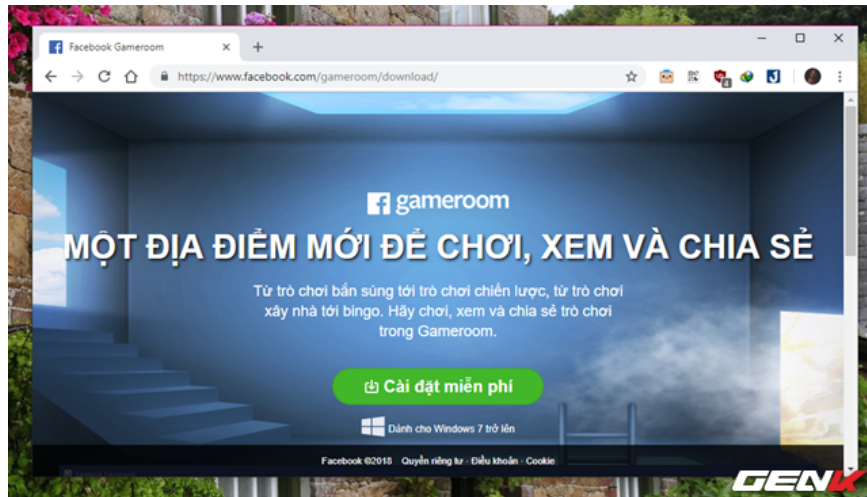 Facebook Gameroom
https://www.facebook.com/gameroom/download/
4
f gameroom
MỘT ĐỊA ĐIỂM MỚI ĐỂ CHƠI, XEM VÀ CHIA SẺ
Từ trò chơi bắn súng tới trò chơi chiến lược, từ trò chơi
xây nhà tới bingo. Hãy chơi, xem và chia sẻ trò chơi
trong Gameroom.
Cài đặt miễn phí
Dành cho Windows 7 trở lên
Facebook ©2018 Quyền riêng tư · Điều khoản · Cookie
GENK